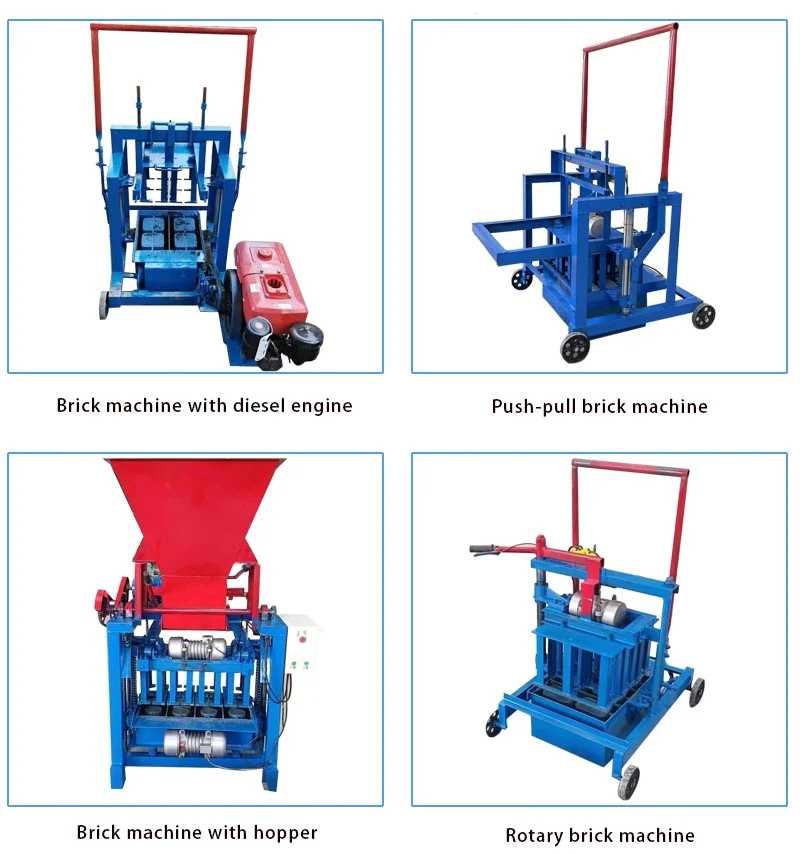 Brick machine with diesel engine
Push-pull brick machine
Brick machine with hopper
Rotary brick machine